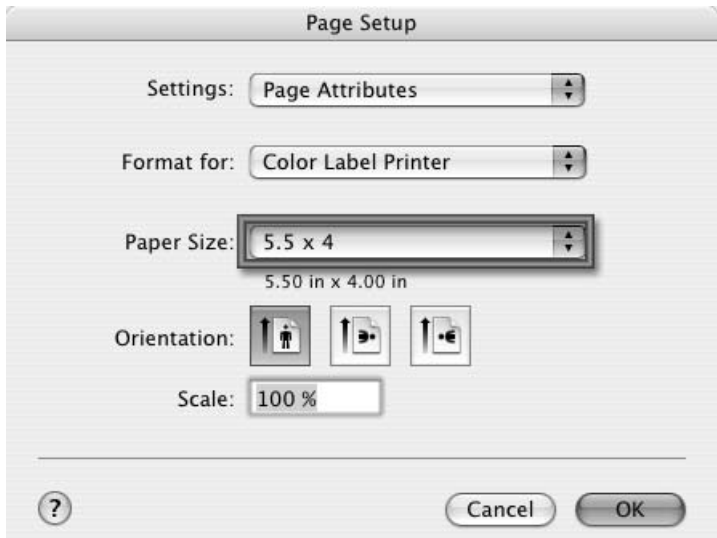 Page Setup
Settings: Page Attributes
Format for: Color Label Printer
Paper Size: 5.5 x 4
5.50 in x 4.00 in
Orientation:
Scale: 100 %
? Cancel OK